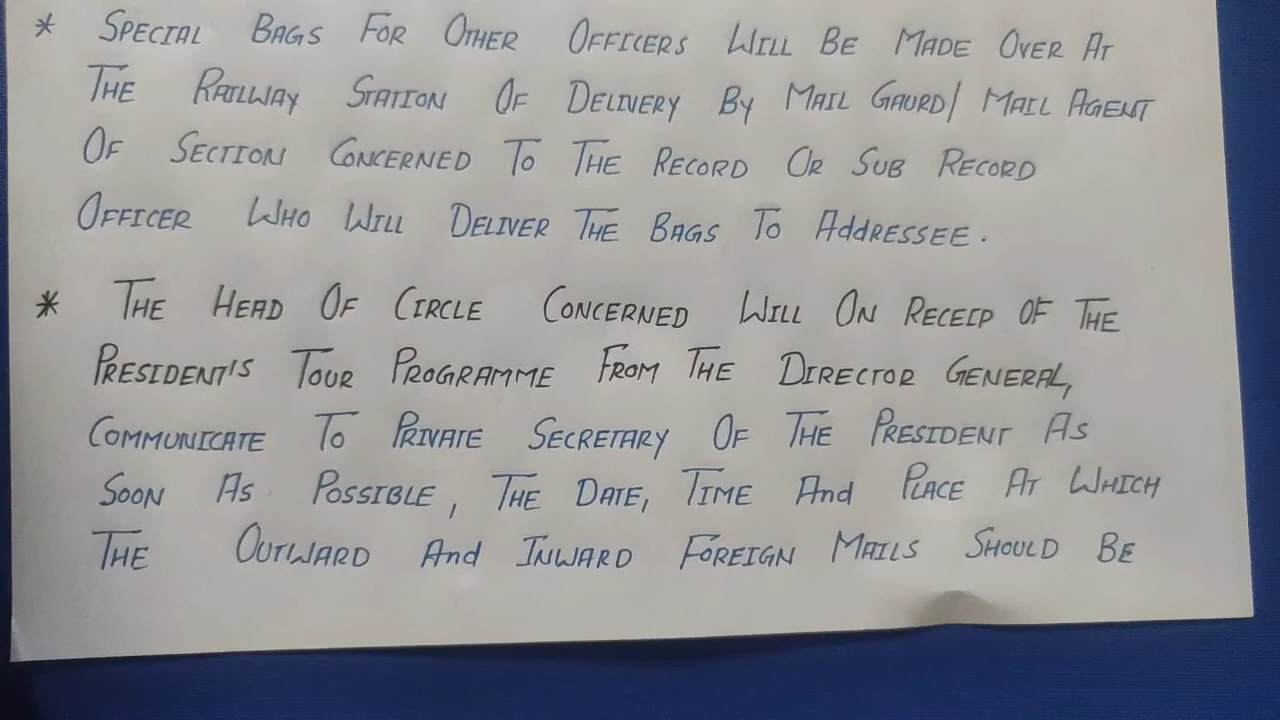 * SPECIAL BAGS FOR OTHER OFFICERS WILL BE MADE OVER AT
THE RAILWAY STATION OF DELIVERY BY MAIL GAURD/ MAIL AGENT
OF SECTION CONCERNED TO THE RECORD OR SUB RECORD
OFFICER WHO WILL DELIVER THE BAGS TO ADDRESSEE.
* THE HEAD OF CIRCLE CONCERNED WILL ON RECEIP OF THE
PRESIDENT'S TOUR PROGRAMME FROM THE DIRECTOR GENERAL,
COMMUNICATE TO PRIVATE SECRETARY OF THE PRESIDENT AS
SOON AS POSSIBLE, THE DATE, TIME And PLACE AT WHICH
THE OUTWARD And INWARD FOREIGN MAILS SHOULD BE